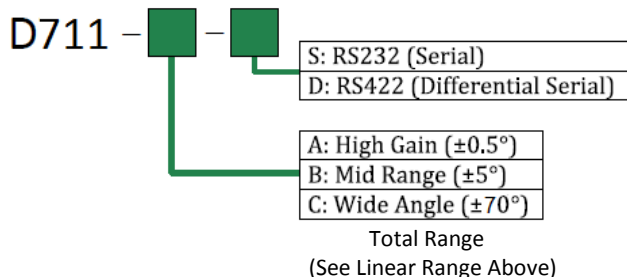 D711 - -
S: RS232 (Serial)
D: RS422 (Differential Serial)
A: High Gain (±0.5°)
B: Mid Range (±5°)
C: Wide Angle (±70°)
Total Range
(See Linear Range Above)